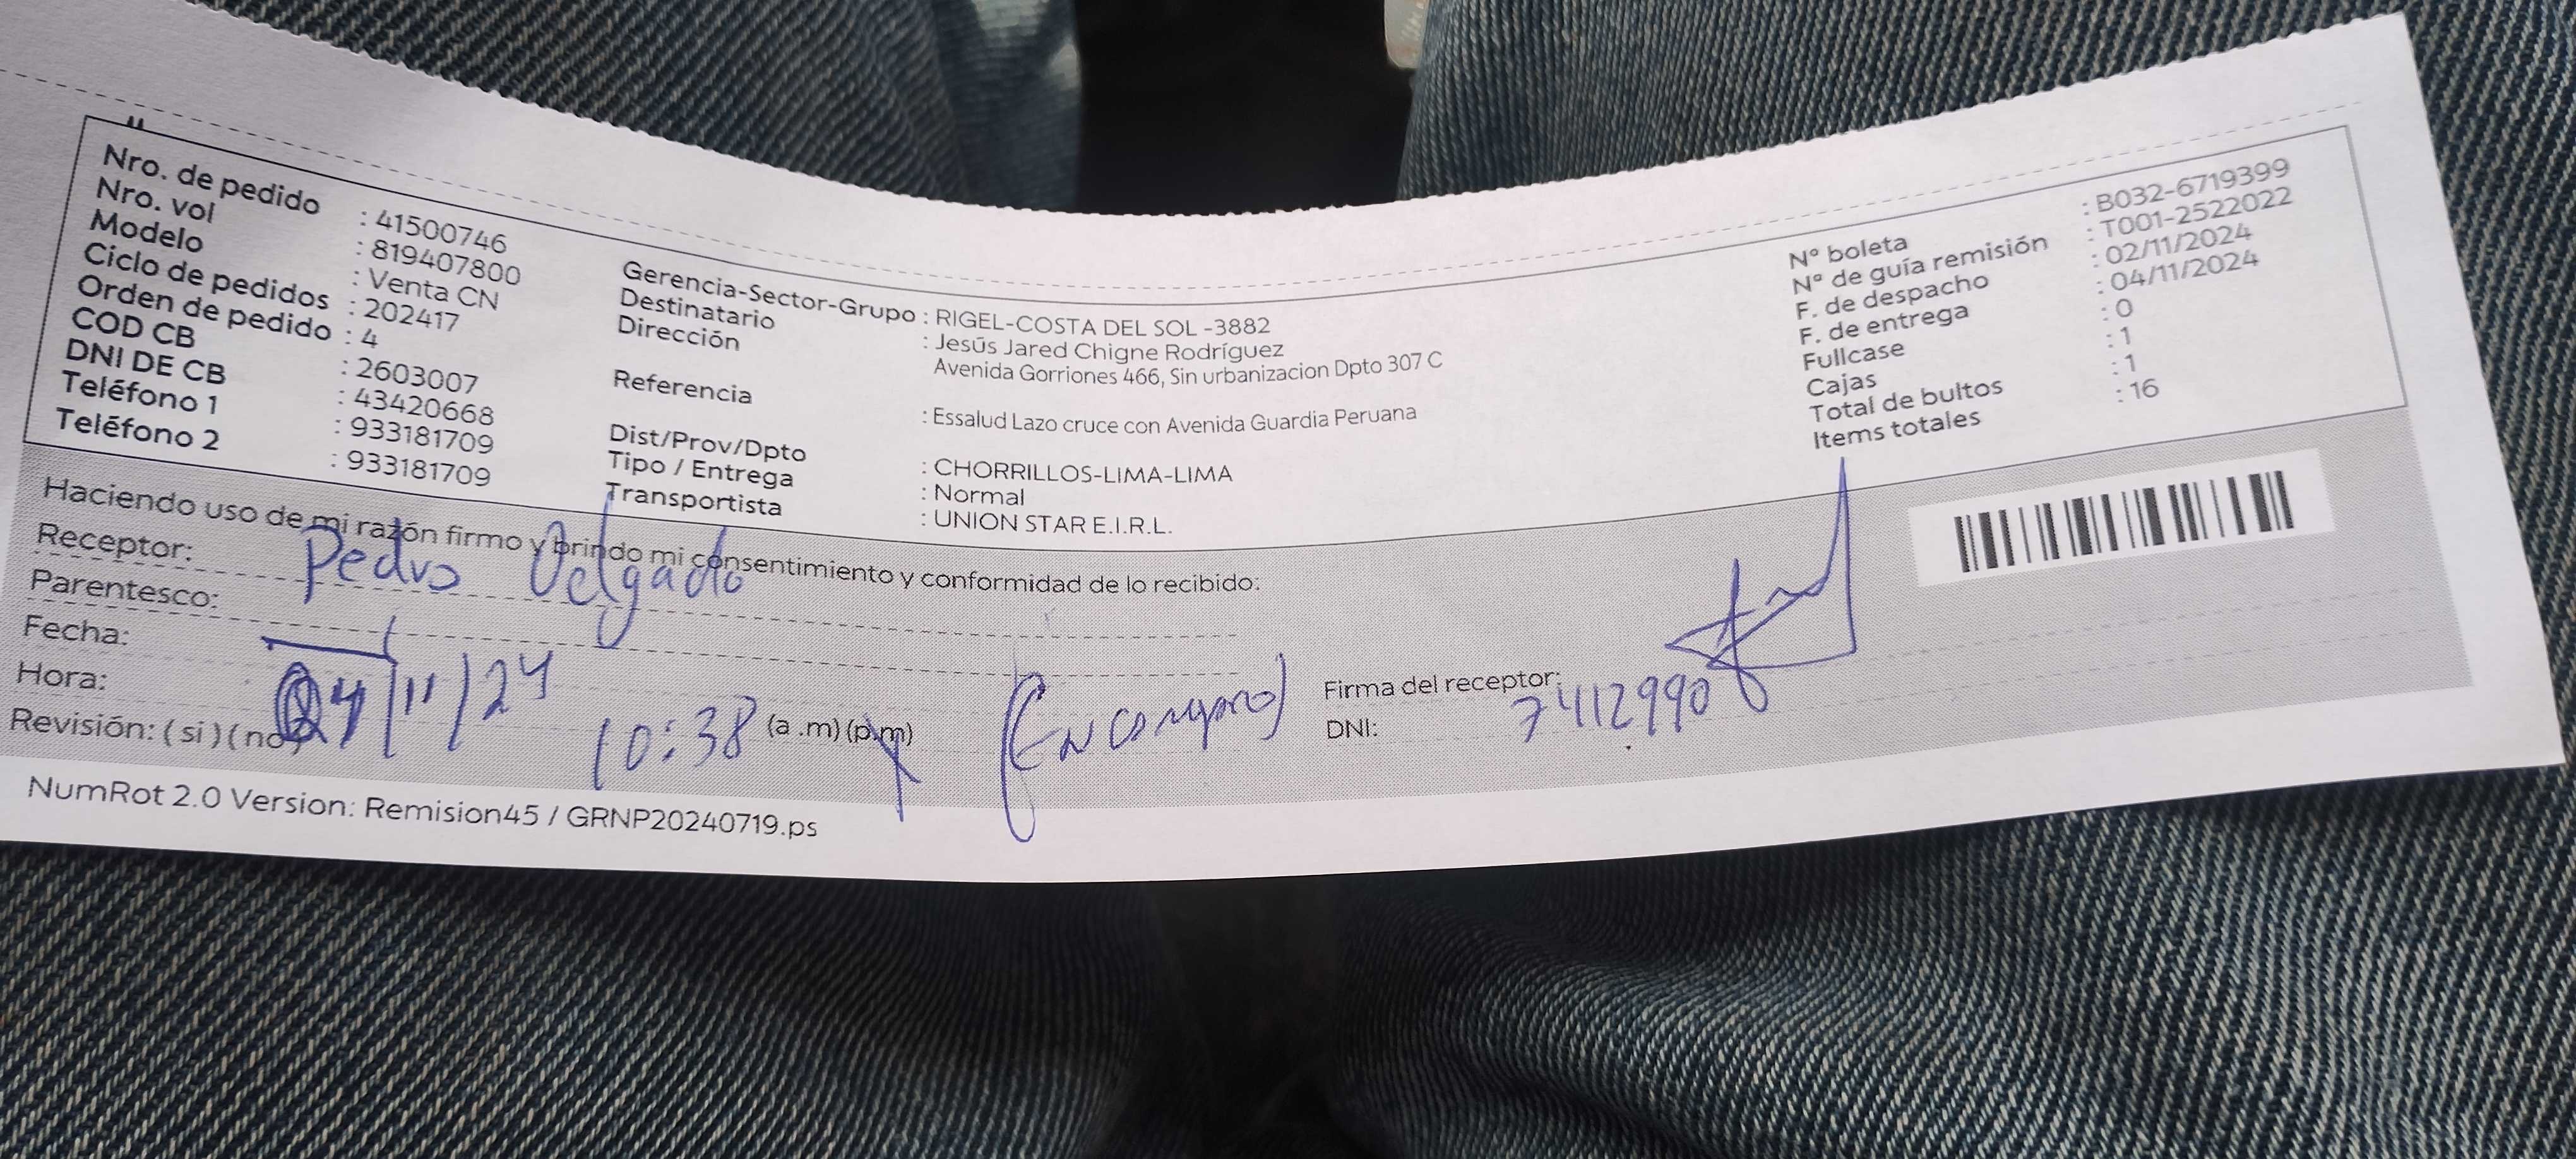 Nro. de pedido : 41500746
Nro. vol : 819407800
Modelo : Venta CN
Ciclo de pedidos : 202417
Orden de pedido : 4
COD CB : 2603007
DNI DE CB : 43420668
Teléfono 1 : 933181709
Teléfono 2 : 933181709
Gerencia-Sector-Grupo : RIGEL-COSTA DEL SOL -3882
Destinatario : Jesús Jared Chigne Rodríguez
Dirección Avenida Gorriones 466, Sin urbanizacion Dpto 307 C
Referencia : Essalud Lazo cruce con Avenida Guardia Peruana
Dist/Prov/Dpto : CHORRILLOS-LIMA-LIMA
Tipo / Entrega : Normal
Transportista : UNION STAR E.I.R.L.
N° boleta : B032-6719399
N° de guía remisión : T001-2522022
F. de despacho : 02/11/2024
F. de entrega : 04/11/2024
Fullcase : 0
Cajas : 1
Total de bultos : 1
Items totales : 16
Haciendo uso de mi razón firmo y brindo mi consentimiento y conformidad de lo recibido:
Receptor: Pedro Delgado
Parentesco:
Fecha: 04/11/24
Hora: 10:38 (a.m) (p.m)
Revisión: ( si ) ( no )
Firma del receptor:
DNI: 74129908
NumRot 2.0 Version: Remision45 / GRNP20240719.ps